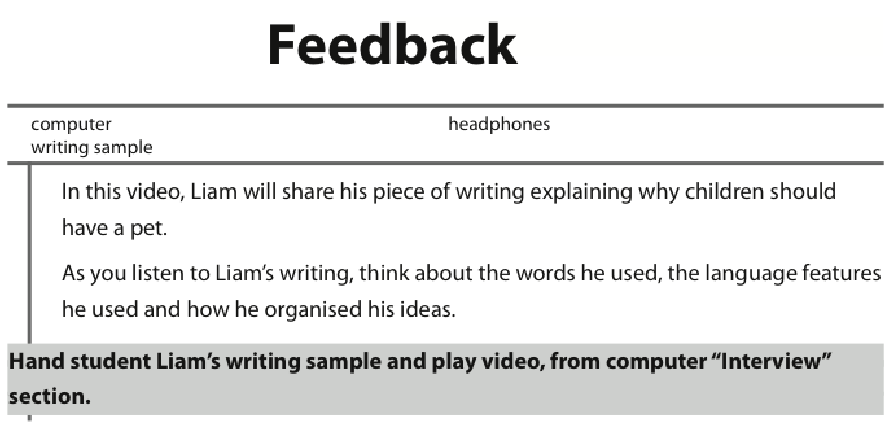 Feedback
computer headphones
writing sample
In this video, Liam will share his piece of writing explaining why children should
have a pet.
As you listen to Liam’s writing, think about the words he used, the language features
he used and how he organised his ideas.
Hand student Liam’s writing sample and play video, from computer “Interview”
section.